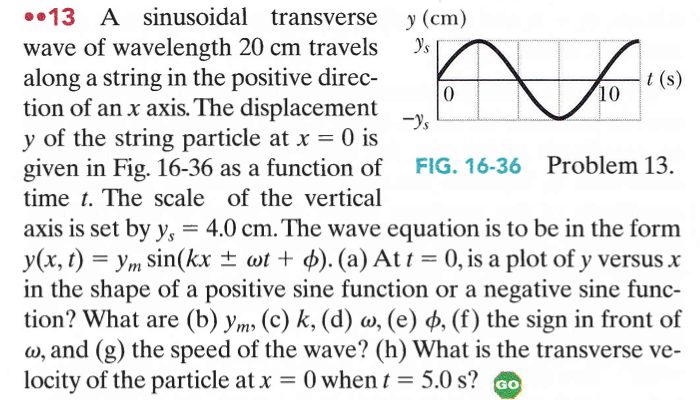 ••13 A sinusoidal transverse
wave of wavelength 20 cm travels
along a string in the positive direc-
tion of an x axis. The displacement
y of the string particle at x = 0 is
given in Fig. 16-36 as a function of
time t. The scale of the vertical
axis is set by yₛ = 4.0 cm. The wave equation is to be in the form
y(x, t) = yₘ sin(kx ± ωt + ϕ). (a) At t = 0, is a plot of y versus x
in the shape of a positive sine function or a negative sine func-
tion? What are (b) yₘ, (c) k, (d) ω, (e) ϕ, (f) the sign in front of
ω, and (g) the speed of the wave? (h) What is the transverse ve-
locity of the particle at x = 0 when t = 5.0 s? GO
y (cm)
yₛ
t (s)
0
10
−yₛ
FIG. 16-36 Problem 13.